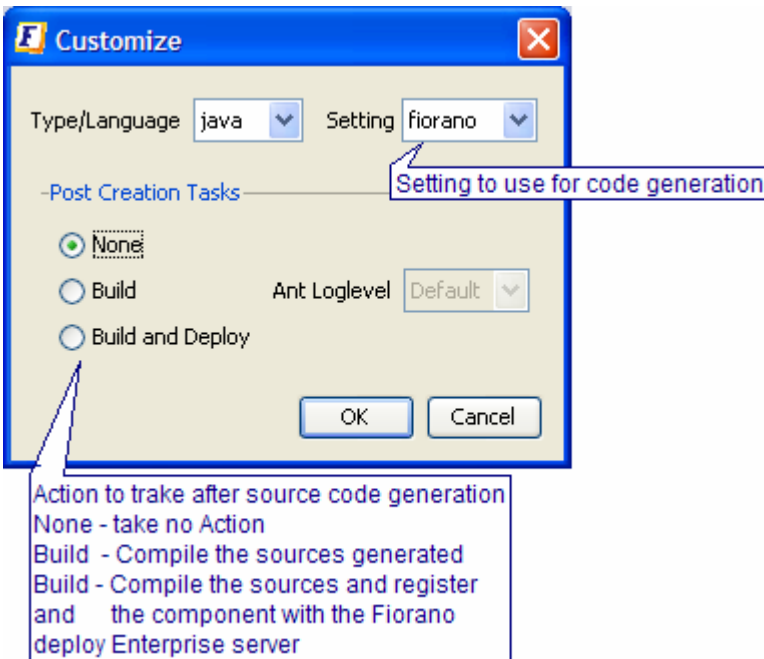 F Customize
Type/Language java Setting fiorano
Setting to use for code generation
Post Creation Tasks
None
Build Ant Loglevel Default
Build and Deploy
OK Cancel
Action to trake after source code generation
None - take no Action
Build - Compile the sources generated
Build - Compile the sources and register
and the component with the Fiorano
deploy Enterprise server